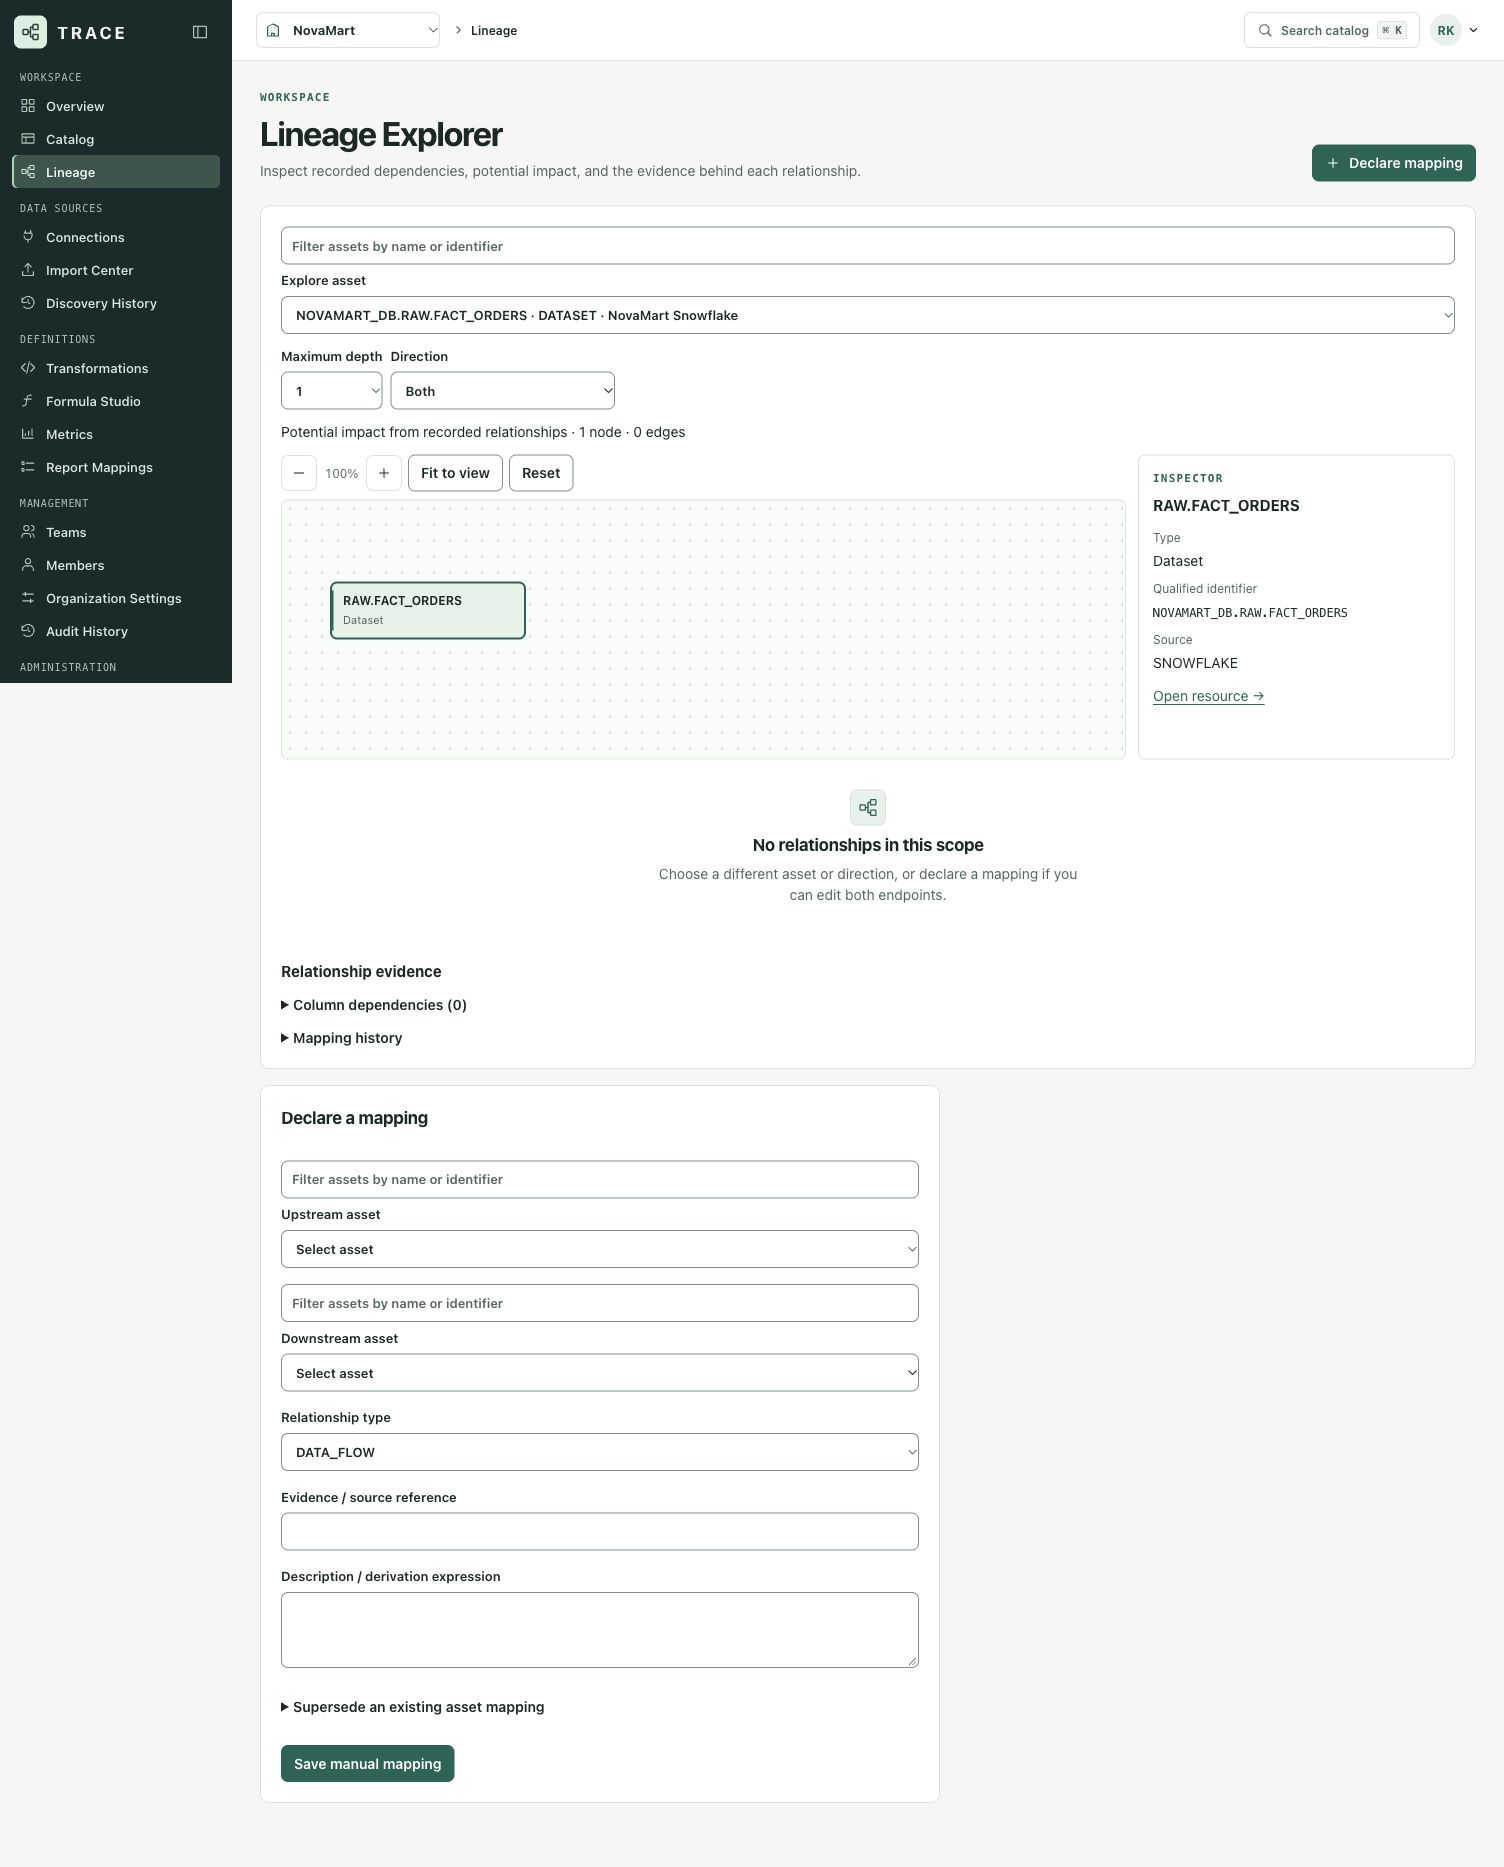 TRACE
WORKSPACE
Overview
Catalog
Lineage
DATA SOURCES
Connections
Import Center
Discovery History
DEFINITIONS
Transformations
Formula Studio
Metrics
Report Mappings
MANAGEMENT
Teams
Members
Organization Settings
Audit History
ADMINISTRATION
NovaMart
Lineage
Search catalog ⌘ K
RK
WORKSPACE
Lineage Explorer
Inspect recorded dependencies, potential impact, and the evidence behind each relationship.
+ Declare mapping
Filter assets by name or identifier
Explore asset
NOVAMART_DB.RAW.FACT_ORDERS · DATASET · NovaMart Snowflake
Maximum depth Direction
1 Both
Potential impact from recorded relationships · 1 node · 0 edges
− 100% + Fit to view Reset
RAW.FACT_ORDERS
Dataset
INSPECTOR
RAW.FACT_ORDERS
Type
Dataset
Qualified identifier
NOVAMART_DB.RAW.FACT_ORDERS
Source
SNOWFLAKE
Open resource →
No relationships in this scope
Choose a different asset or direction, or declare a mapping if you
can edit both endpoints.
Relationship evidence
Column dependencies (0)
Mapping history
Declare a mapping
Filter assets by name or identifier
Upstream asset
Select asset
Filter assets by name or identifier
Downstream asset
Select asset
Relationship type
DATA_FLOW
Evidence / source reference
Description / derivation expression
Supersede an existing asset mapping
Save manual mapping